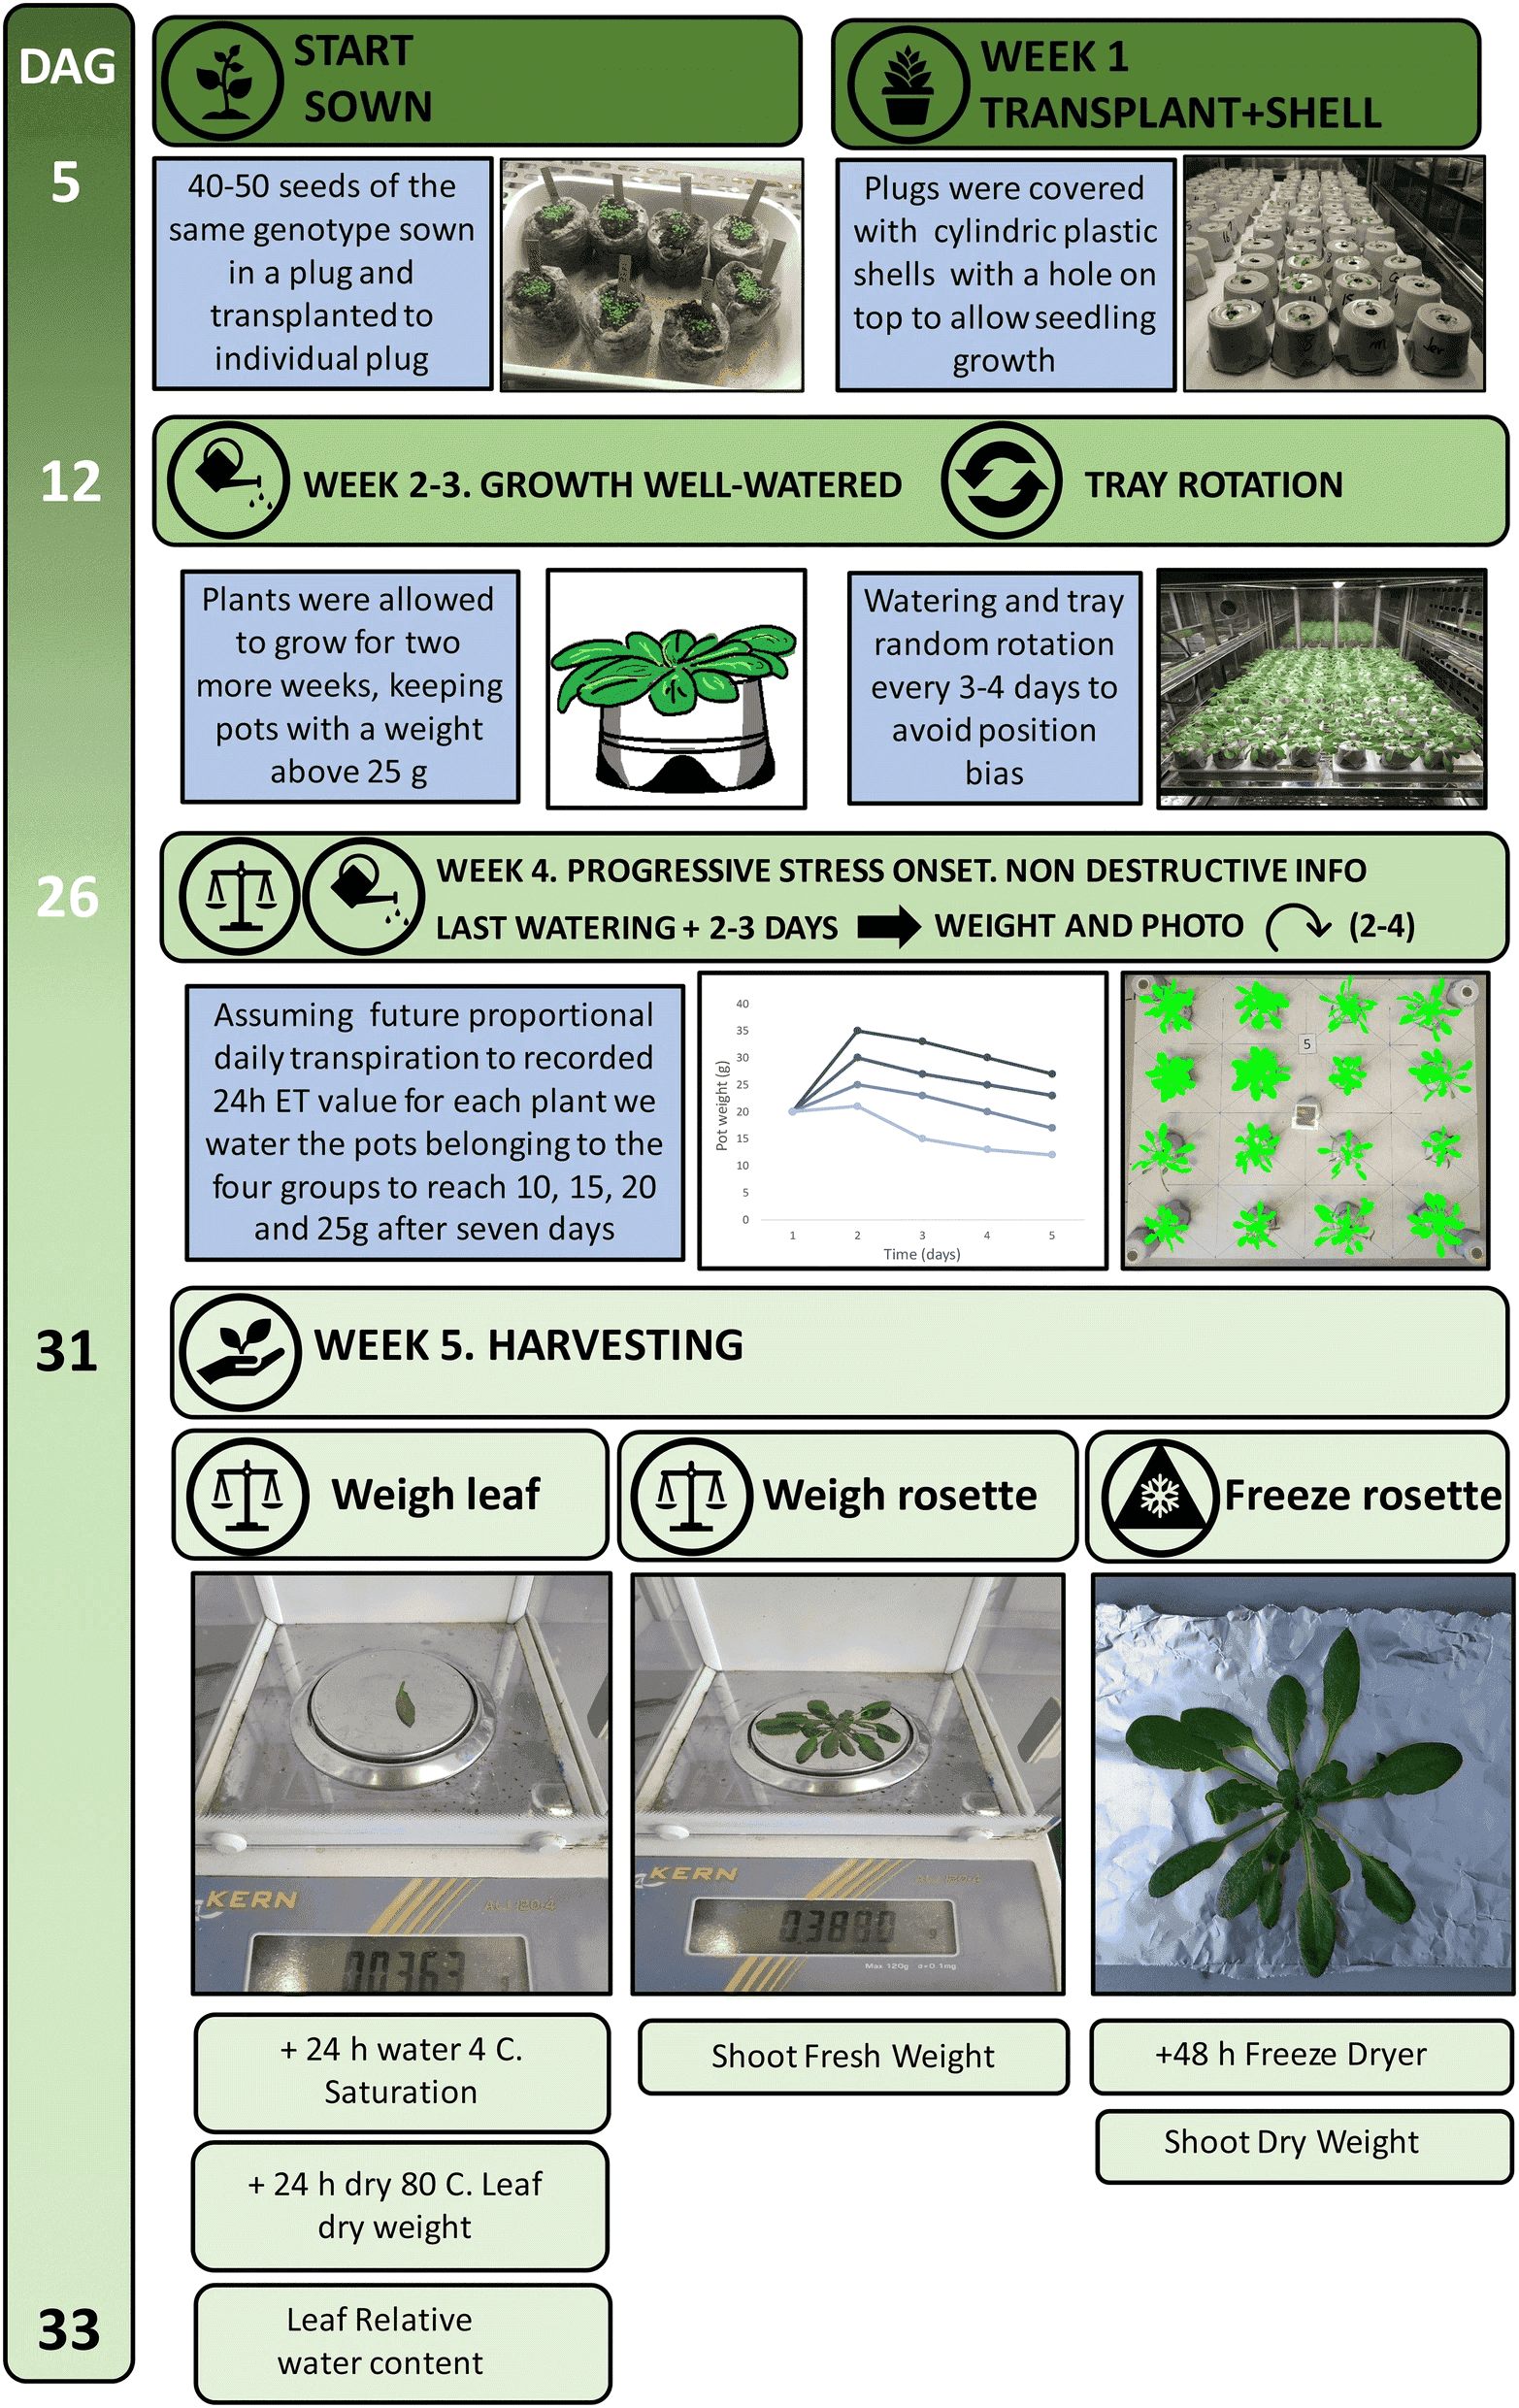 DAG
START
SOWN
WEEK 1
TRANSPLANT+SHELL
5
40-50 seeds of the
same genotype sown
in a plug and
transplanted to
individual plug
Plugs were covered
with cylindric plastic
shells with a hole on
top to allow seedling
growth
12
WEEK 2-3. GROWTH WELL-WATERED
TRAY ROTATION
Plants were allowed
to grow for two
more weeks, keeping
pots with a weight
above 25 g
Watering and tray
random rotation
every 3-4 days to
avoid position
bias
26
WEEK 4. PROGRESSIVE STRESS ONSET. NON DESTRUCTIVE INFO
LAST WATERING + 2-3 DAYS
WEIGHT AND PHOTO
(2-4)
Assuming future proportional
daily transpiration to recorded
24h ET value for each plant we
water the pots belonging to the
four groups to reach 10, 15, 20
and 25g after seven days
Pot weight (g)
40
35
30
25
20
15
10
5
0
1 2 3 4 5
Time (days)
5
31
WEEK 5. HARVESTING
Weigh leaf
Weigh rosette
Freeze rosette
KERN
00363
KERN
0.3880 g
Max 120g d=0.1mg
+ 24 h water 4 C.
Saturation
+ 24 h dry 80 C. Leaf
dry weight
Leaf Relative
water content
Shoot Fresh Weight
+48 h Freeze Dryer
Shoot Dry Weight
33